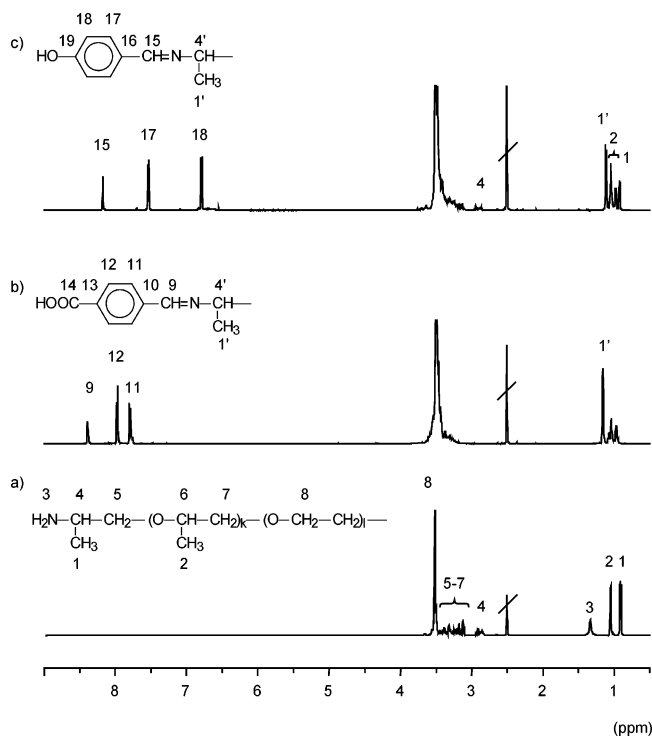 18 17
c)
19 16 15 4'
HO CH=N—CH—
CH3
1'
15 17 18 4 1' 2 1
12 11
b)
14 13 10 9 4'
HOOC CH=N—CH—
CH3
1'
9 12 11 1'
a)
3 4 5 6 7 8
H2N—CH—CH2—(O—CH—CH2)k—(O—CH2—CH2)l—
CH3 CH3
1 2
8 5-7 4 3 2 1
8 7 6 5 4 3 2 1
(ppm)